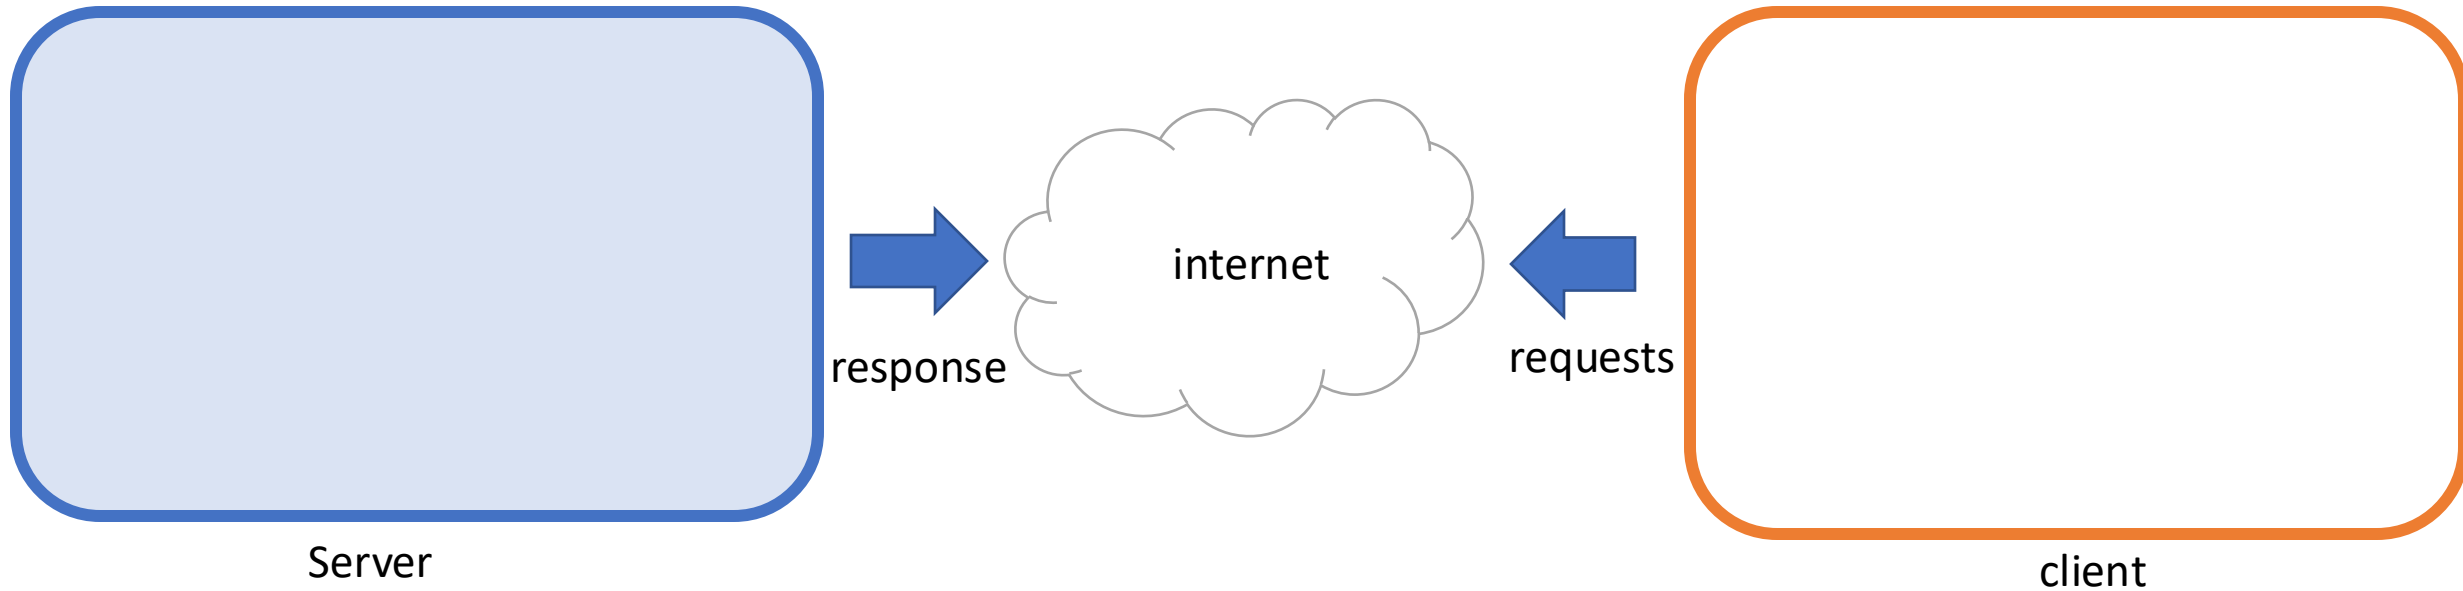 internet
response
requests
Server
client